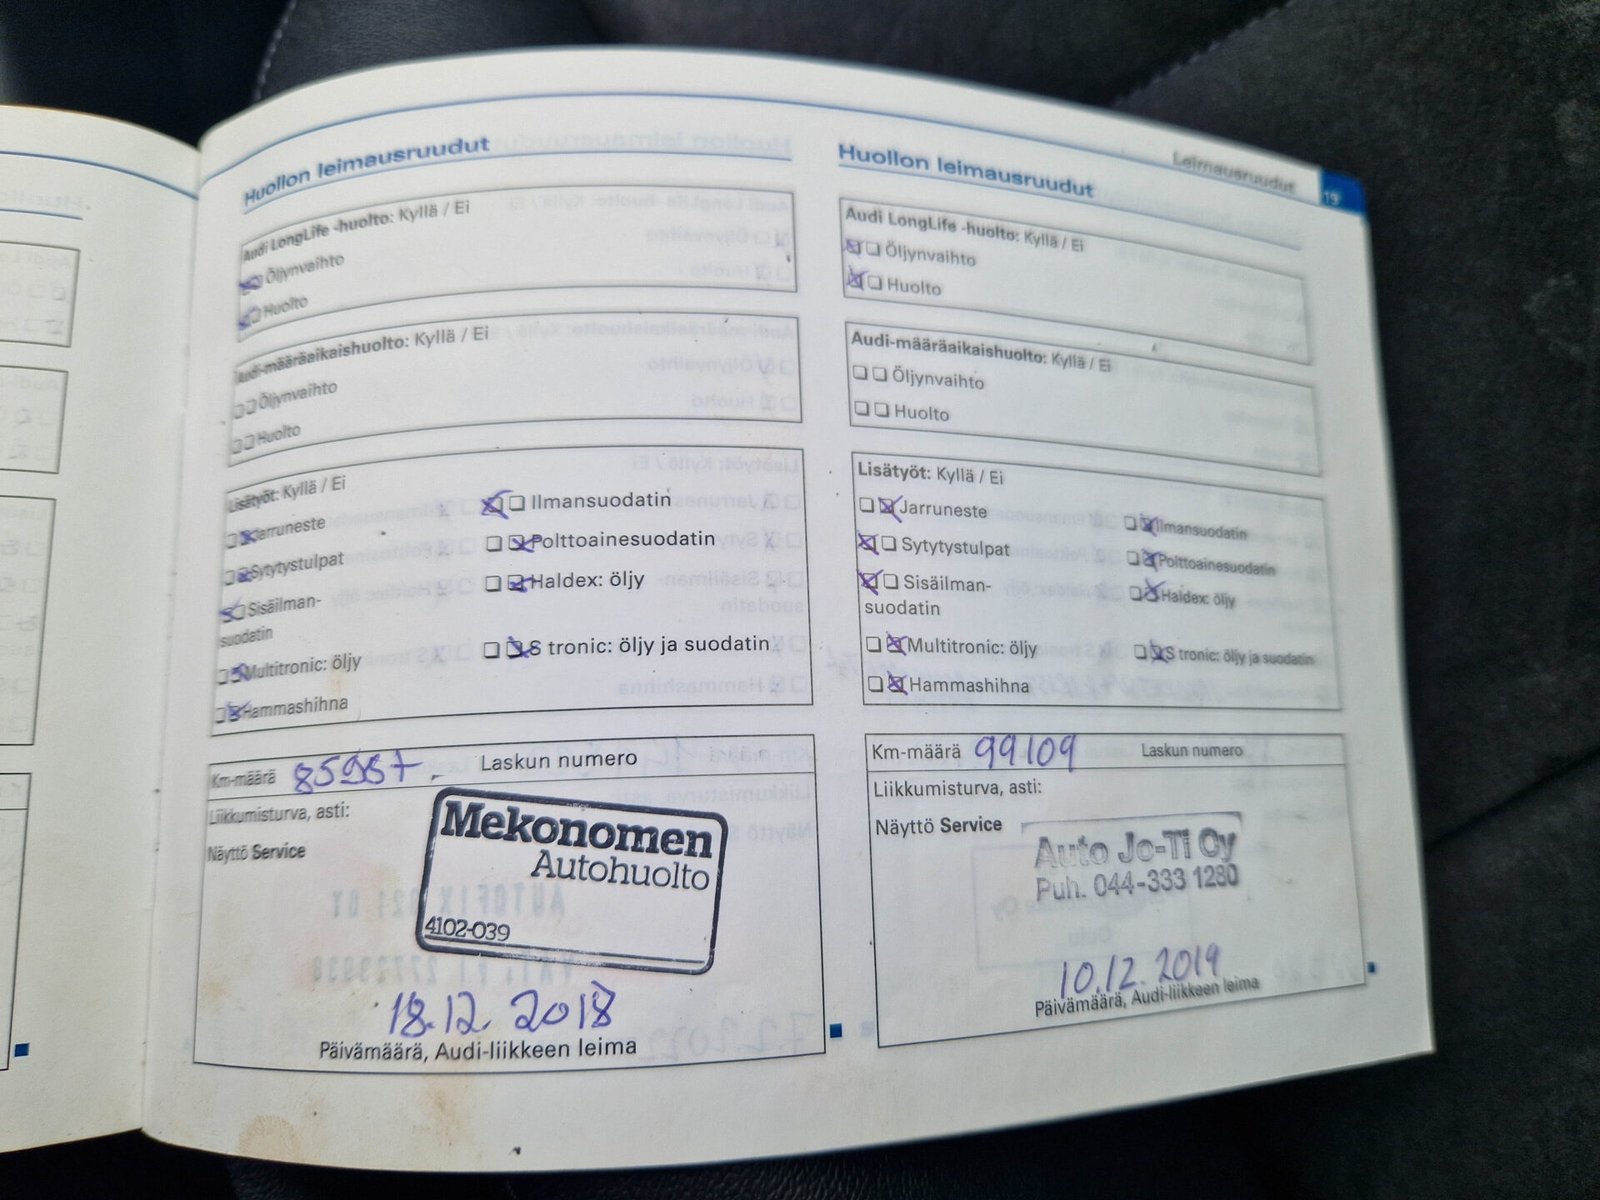 Leimausruudut
19
Huollon leimausruudut
Audi LongLife -huolto: Kyllä / Ei
Öljynvaihto
Huolto
Audi-määräaikaishuolto: Kyllä / Ei
Öljynvaihto
Huolto
Lisätyöt: Kyllä / Ei
Jarruneste
Sytytystulpat
Sisäilman-
suodatin
Multitronic: öljy
Hammashihna
Ilmansuodatin
Polttoainesuodatin
Haldex: öljy
S tronic: öljy ja suodatin
Km-määrä 85987 Laskun numero
Liikkumisturva, asti:
Näyttö Service
Mekonomen
Autohuolto
4102-039
18.12. 2018
Päivämäärä, Audi-liikkeen leima
Huollon leimausruudut
Audi LongLife -huolto: Kyllä / Ei
Öljynvaihto
Huolto
Audi-määräaikaishuolto: Kyllä / Ei
Öljynvaihto
Huolto
Lisätyöt: Kyllä / Ei
Jarruneste
Sytytystulpat
Sisäilman-
suodatin
Multitronic: öljy
Hammashihna
Ilmansuodatin
Polttoainesuodatin
Haldex: öljy
S tronic: öljy ja suodatin
Km-määrä 99109 Laskun numero
Liikkumisturva, asti:
Näyttö Service
Auto Jo-Ti Oy
Puh. 044-333 1280
10.12. 2019
Päivämäärä, Audi-liikkeen leima